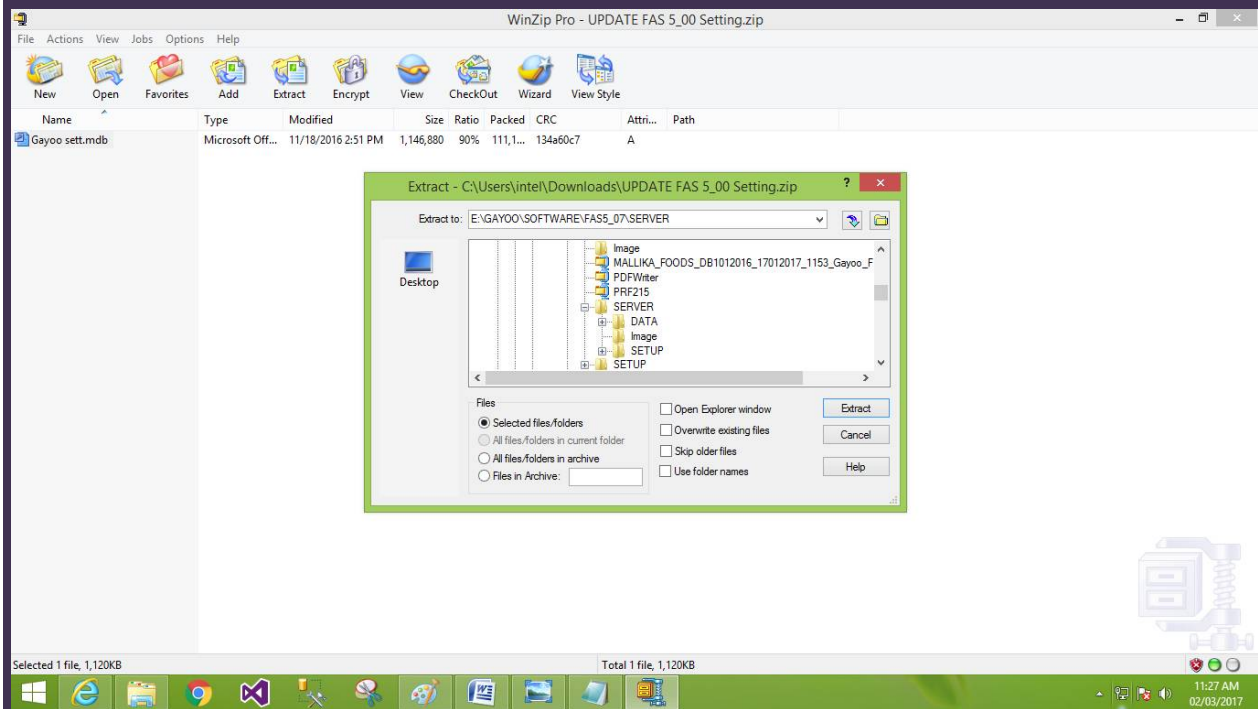 WinZip Pro - UPDATE FAS 5_00 Setting.zip
File Actions View Jobs Options Help
New Open Favorites Add Extract Encrypt View CheckOut Wizard View Style
Name Type Modified Size Ratio Packed CRC Attri... Path
Gayoo sett.mdb Microsoft Off... 11/18/2016 2:51 PM 1,146,880 90% 111,1... 134a60c7 A
Extract - C:\Users\intel\Downloads\UPDATE FAS 5_00 Setting.zip
Extract to: E:\GAYOO\SOFTWARE\FAS5_07\SERVER
Desktop
Image
MALLIKA_FOODS_DB1012016_17012017_1153_Gayoo_F
PDFWriter
PRF215
SERVER
DATA
Image
SETUP
SETUP
Files
Selected files/folders
All files/folders in current folder
All files/folders in archive
Files in Archive:
Open Explorer window
Overwrite existing files
Skip older files
Use folder names
Extract
Cancel
Help
Selected 1 file, 1,120KB Total 1 file, 1,120KB
11:27 AM
02/03/2017